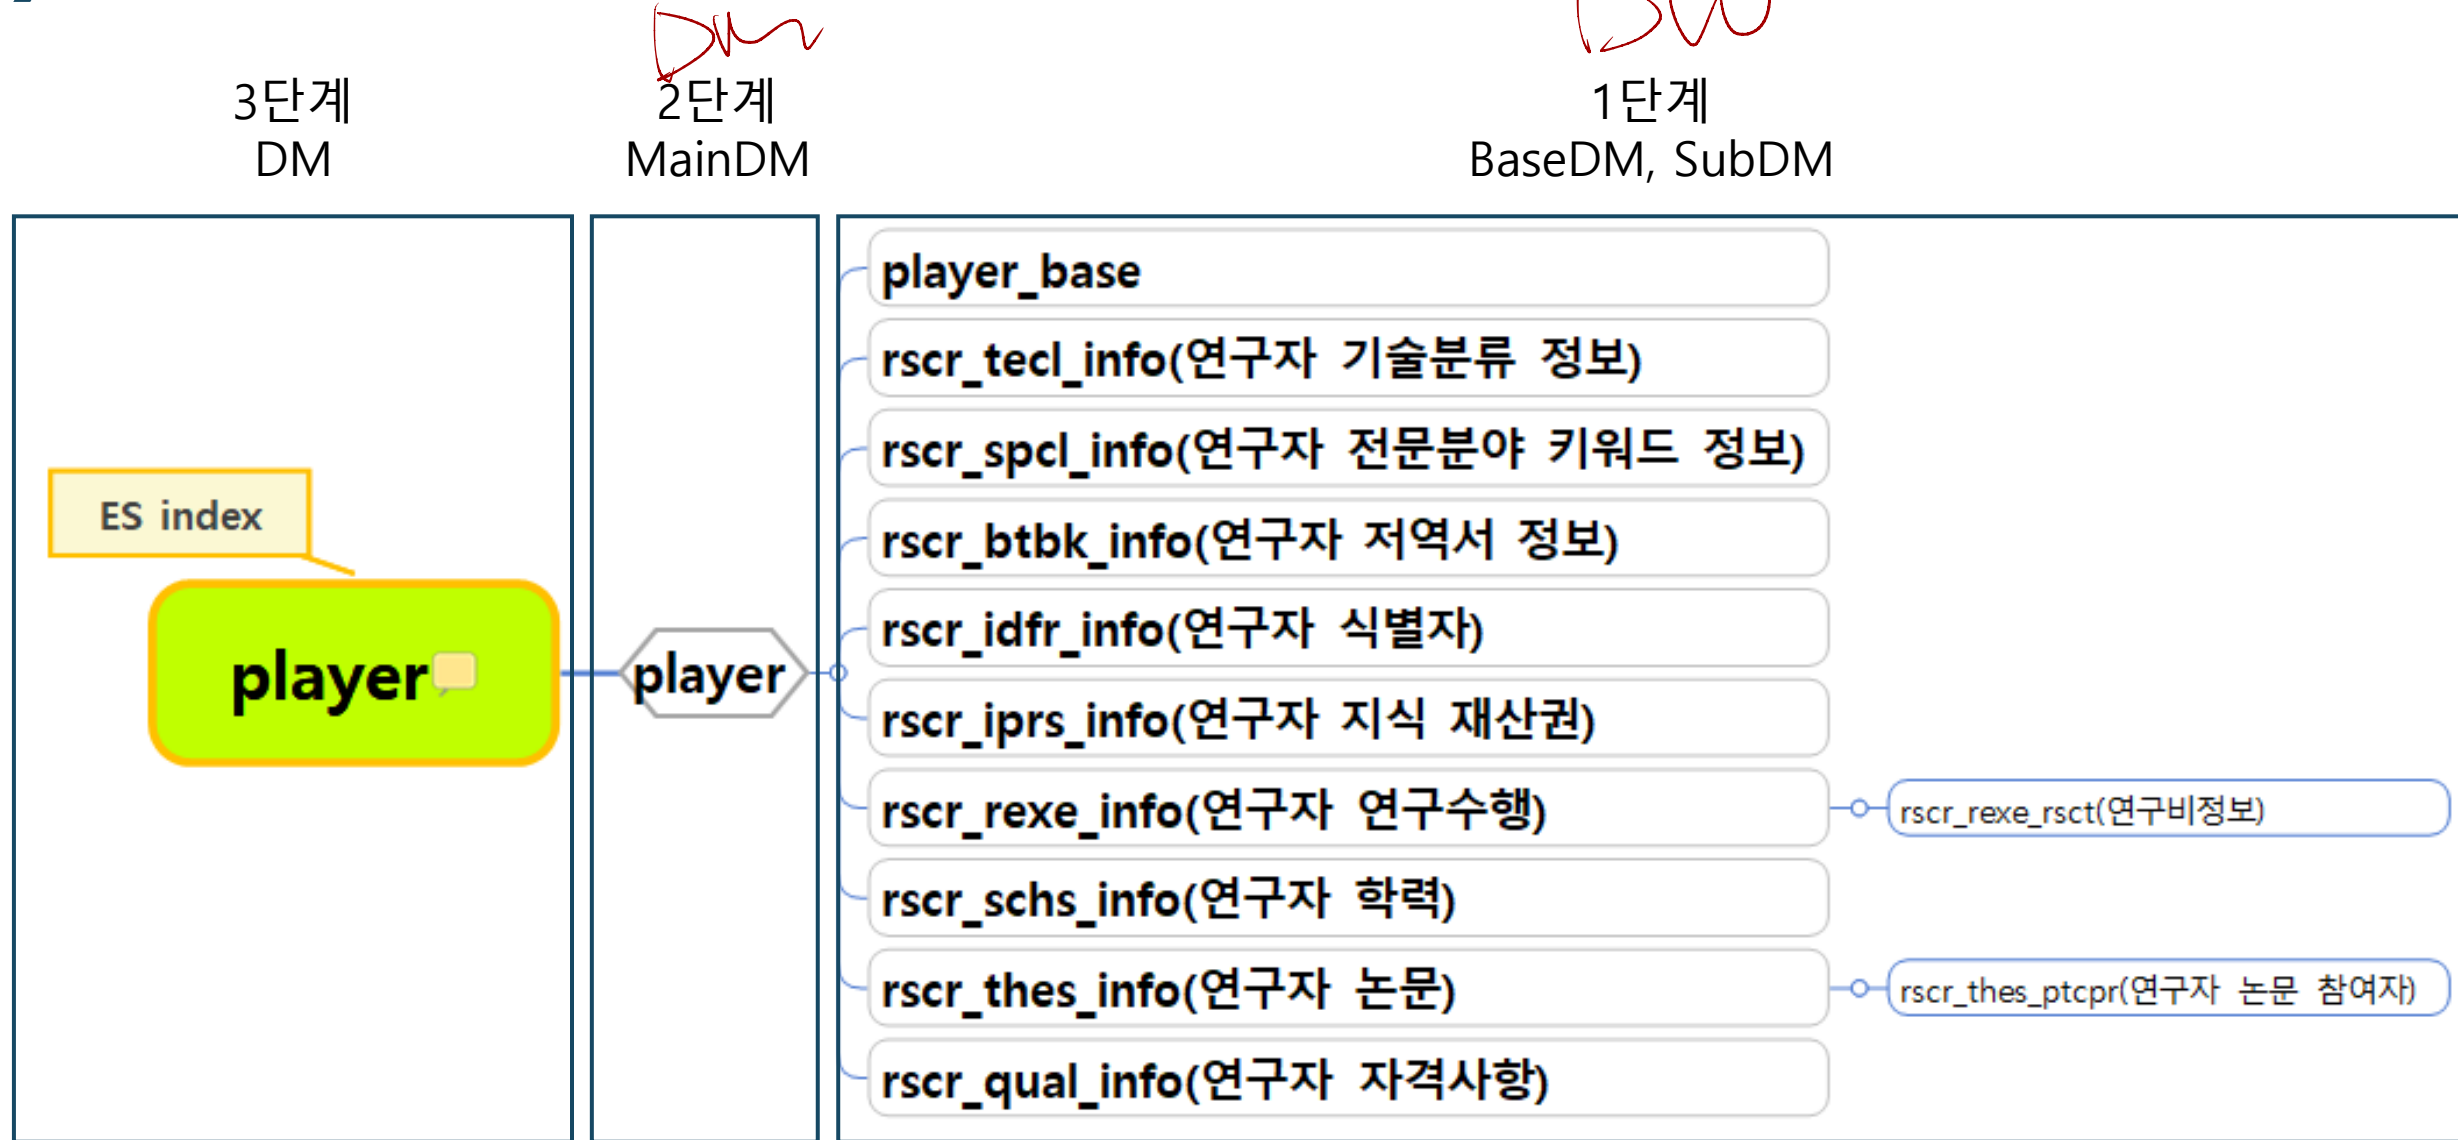 Dm
DW
3단계
DM
2단계
MainDM
1단계
BaseDM, SubDM
ES index
player
player
player_base
rscr_tecl_info(연구자 기술분류 정보)
rscr_spcl_info(연구자 전문분야 키워드 정보)
rscr_btbk_info(연구자 저역서 정보)
rscr_idfr_info(연구자 식별자)
rscr_iprs_info(연구자 지식 재산권)
rscr_rexe_info(연구자 연구수행)
rscr_rexe_rsct(연구비정보)
rscr_schs_info(연구자 학력)
rscr_thes_info(연구자 논문)
rscr_thes_ptcpr(연구자 논문 참여자)
rscr_qual_info(연구자 자격사항)